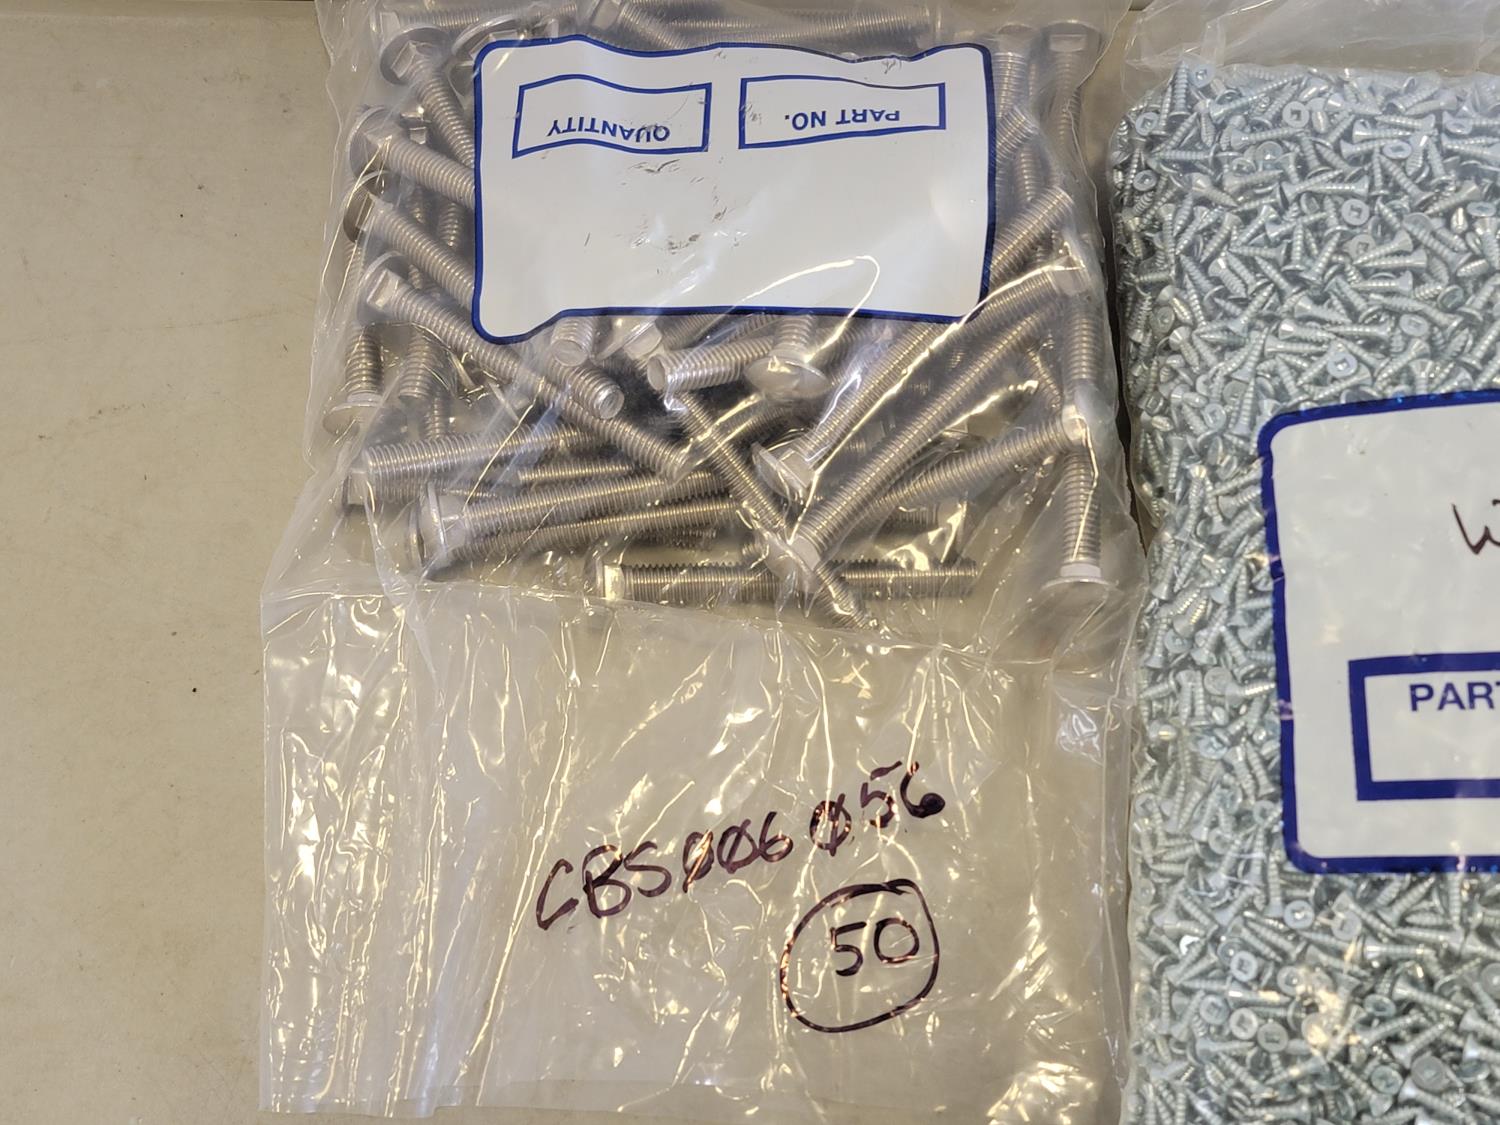 PART NO. QUANTITY
CBS006056
50
PART